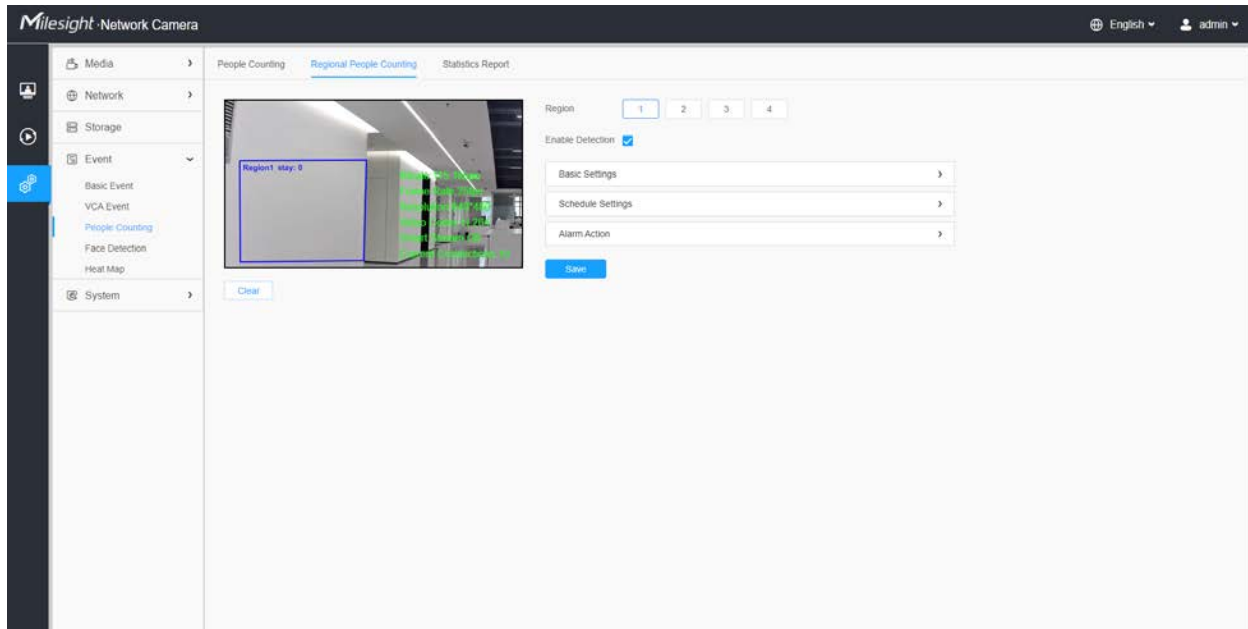 Milesight·Network Camera
English
admin
Media
Network
Storage
Event
Basic Event
VCA Event
People Counting
Face Detection
Heat Map
System
People Counting
Regional People Counting
Statistics Report
Region1 stay: 0
Clear
Region
1 2 3 4
Enable Detection
Basic Settings
Schedule Settings
Alarm Action
Save